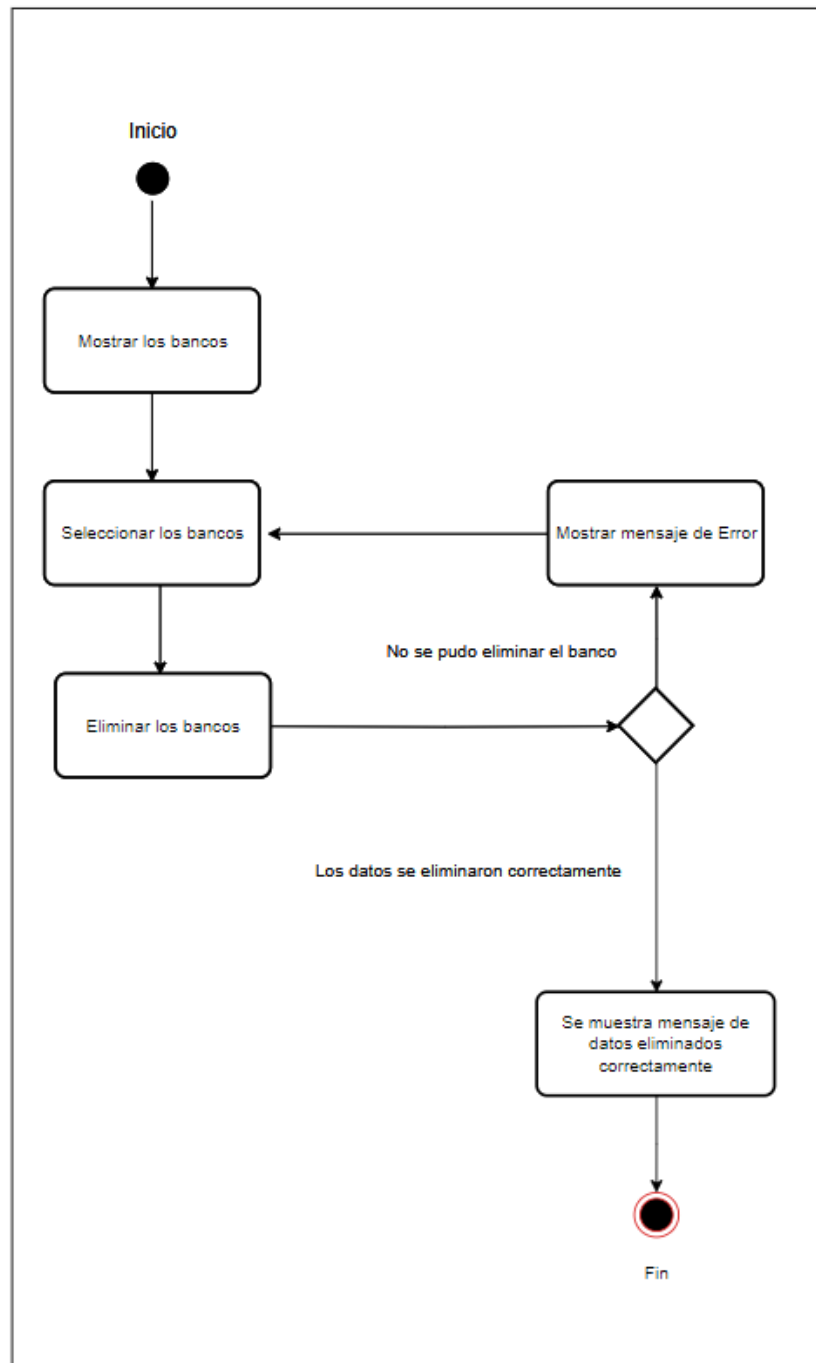 Inicio
Mostrar los bancos
Seleccionar los bancos
Mostrar mensaje de Error
No se pudo eliminar el banco
Eliminar los bancos
Los datos se eliminaron correctamente
Se muestra mensaje de
datos eliminados
correctamente
Fin